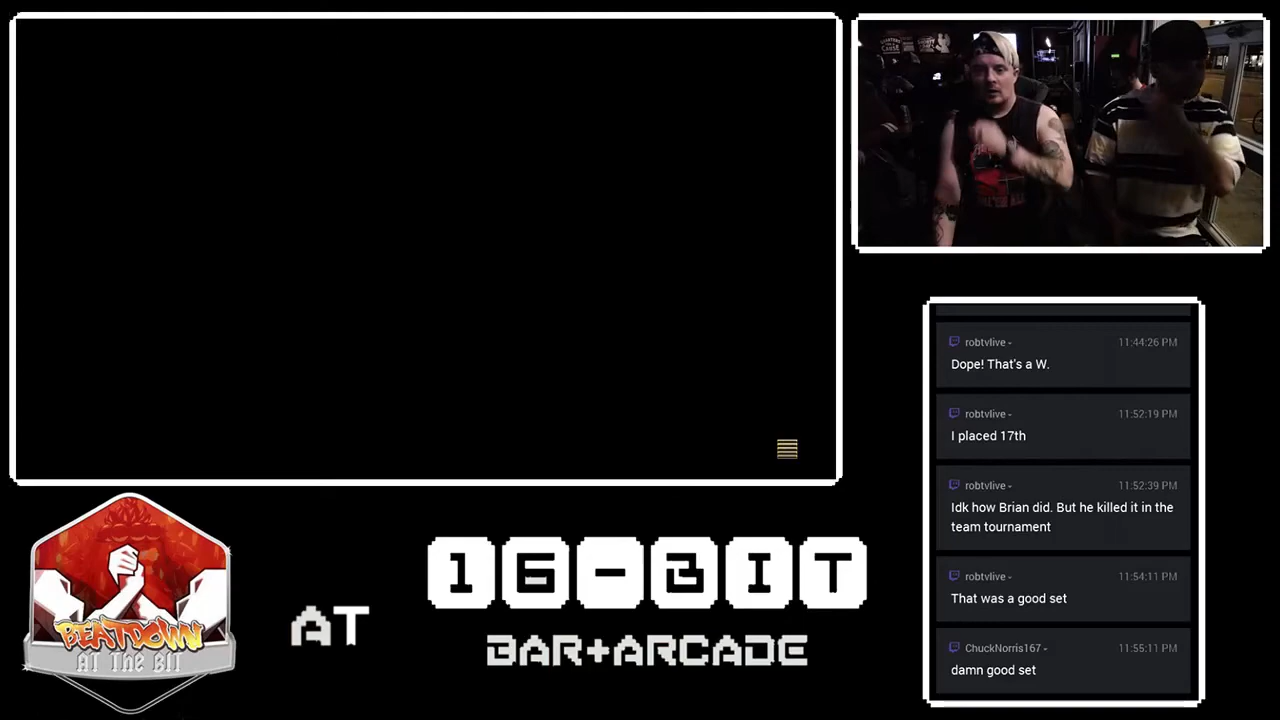 robtvlive -
11:44:26 PM
Dope! That's a W.
robtvlive -
11:52:19 PM
I placed 17th
robtvlive -
11:52:39 PM
Idk how Brian did. But he killed it in the
team tournament
robtvlive -
11:54:11 PM
That was a good set
ChuckNorris167 -
11:55:11 PM
damn good set
BEATDOWN
AT THE BIT
AT
16-BIT
BAR+ARCADE